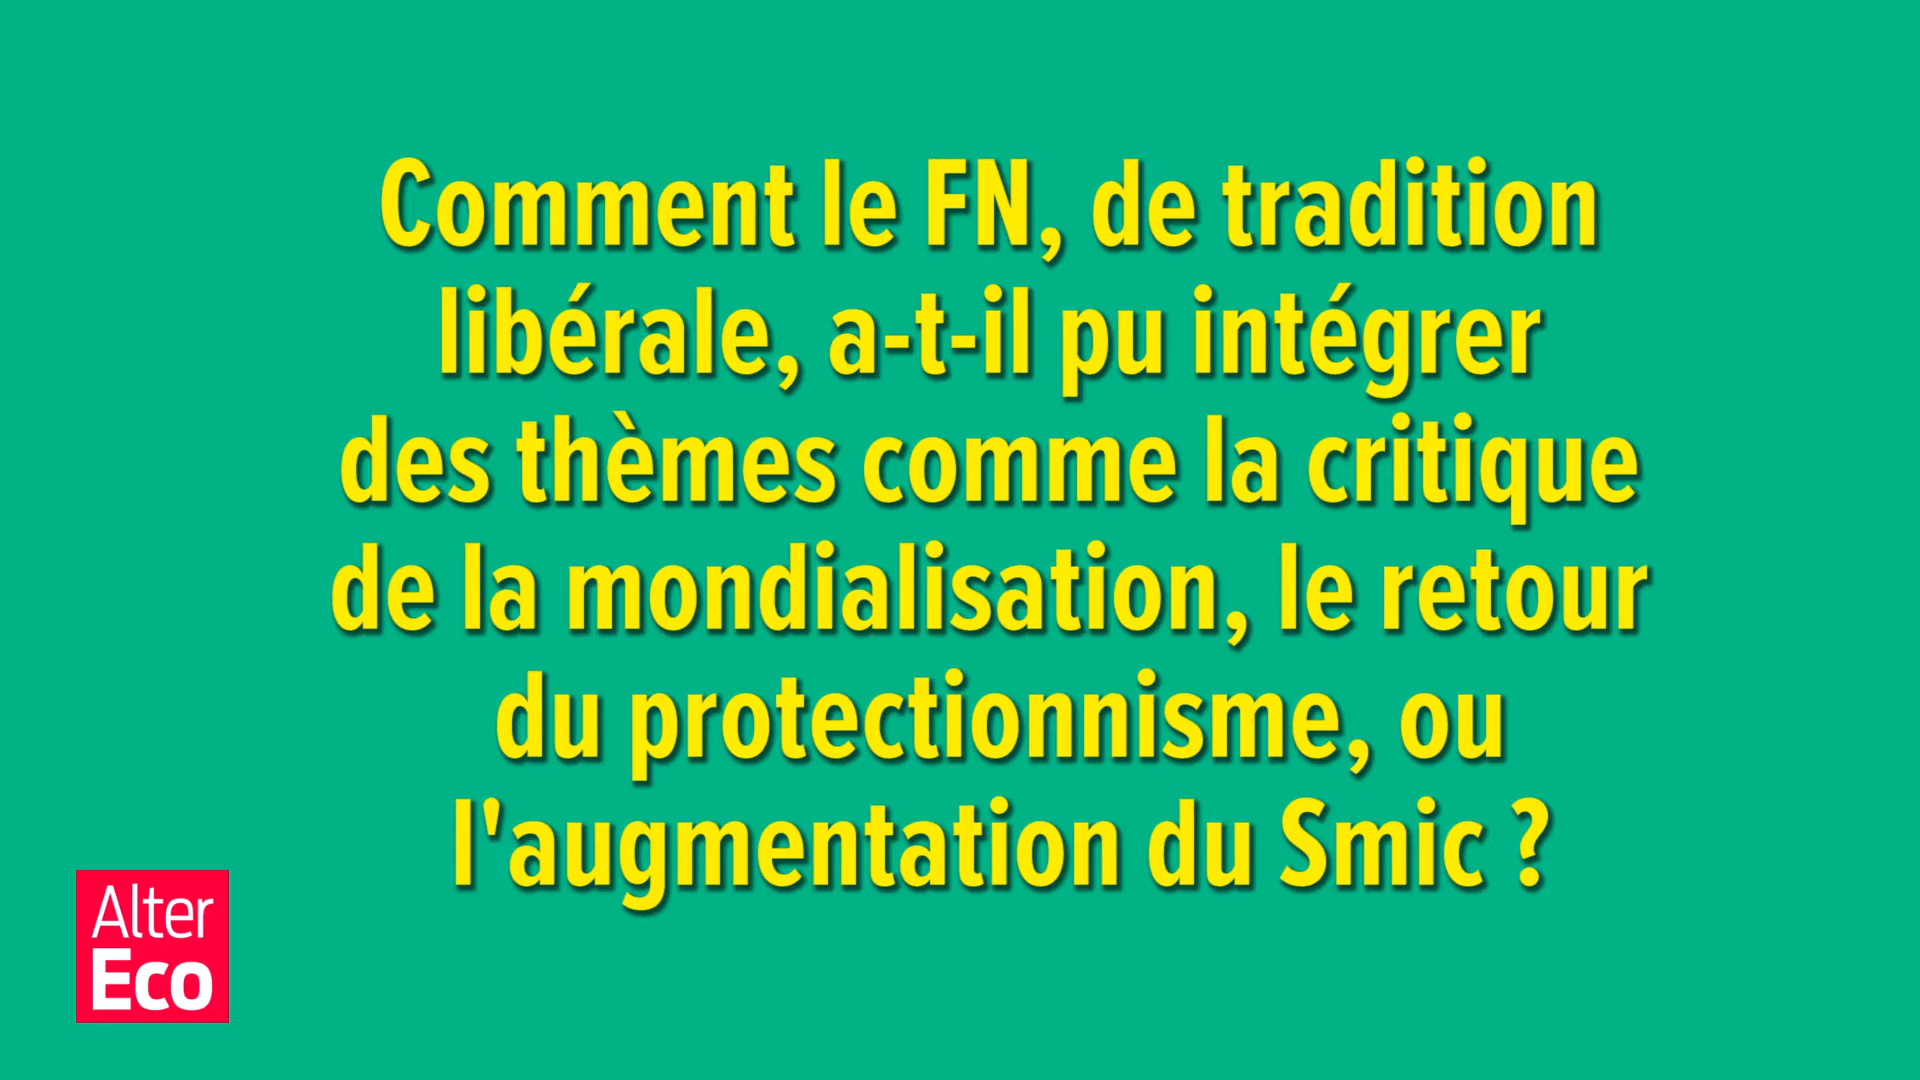 Comment le FN, de tradition
libérale, a-t-il pu intégrer
des thèmes comme la critique
de la mondialisation, le retour
du protectionnisme, ou
l'augmentation du Smic ?
Alter
Eco